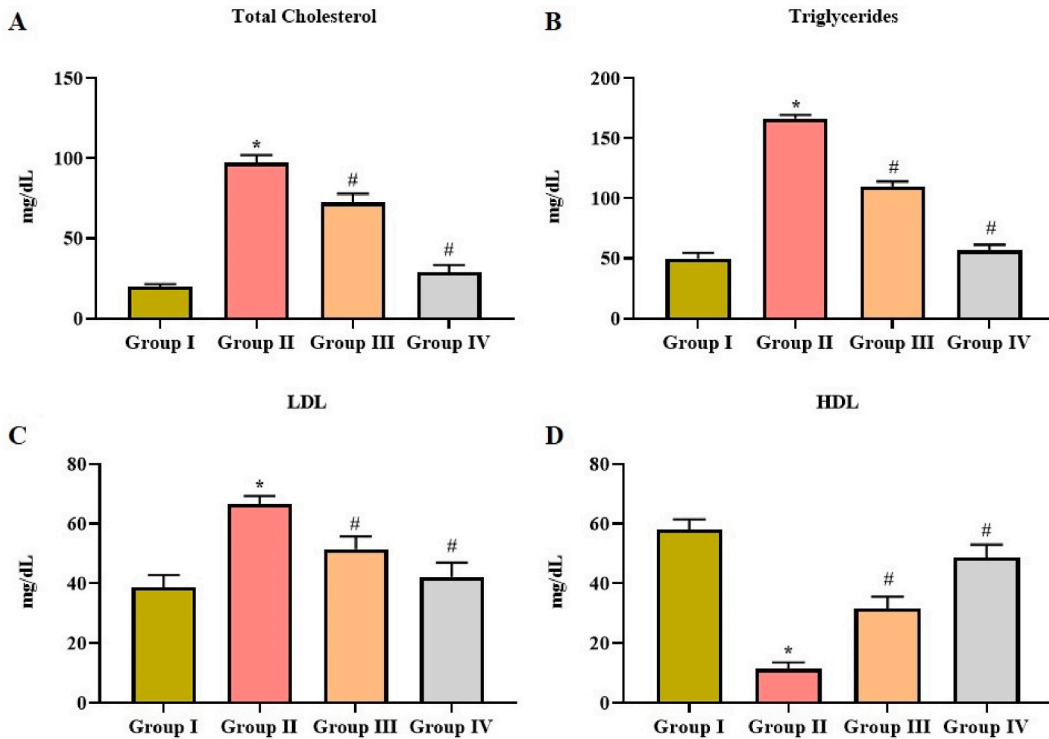 A
Total Cholesterol
mg/dL
150
100
50
0
*
#
#
Group I Group II Group III Group IV
B
Triglycerides
mg/dL
200
150
100
50
0
*
#
#
Group I Group II Group III Group IV
C
LDL
mg/dL
80
60
40
20
0
*
#
#
Group I Group II Group III Group IV
D
HDL
mg/dL
80
60
40
20
0
*
#
#
Group I Group II Group III Group IV